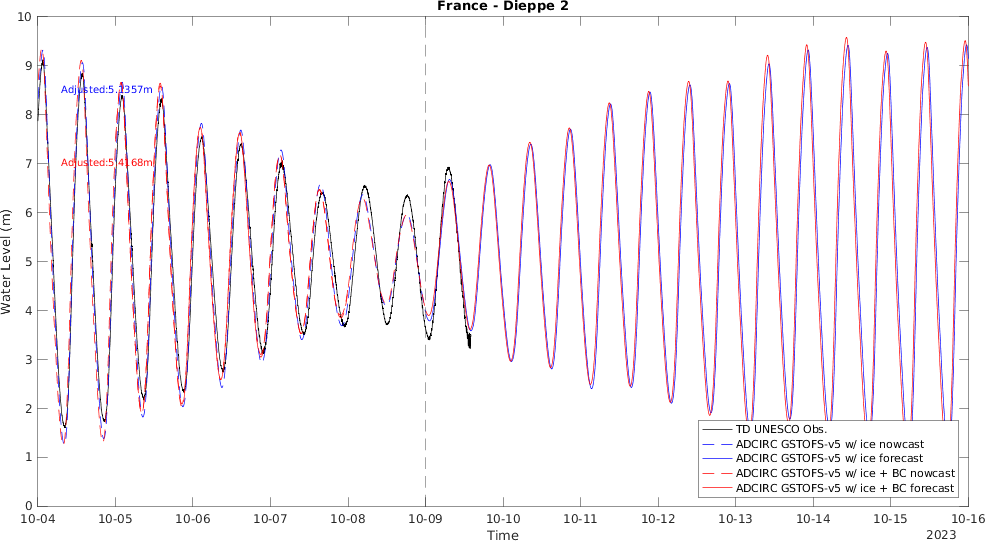 France - Dieppe 2
10
9
8
7
6
5
4
3
2
1
0
Water Level (m)
Adjusted:5.2357m
Adjusted:5.4168m
TD UNESCO Obs.
ADCIRC GSTOFS-v5 w/ ice nowcast
ADCIRC GSTOFS-v5 w/ ice forecast
ADCIRC GSTOFS-v5 w/ ice + BC nowcast
ADCIRC GSTOFS-v5 w/ ice + BC forecast
10-04 10-05 10-06 10-07 10-08 10-09 10-10 10-11 10-12 10-13 10-14 10-15 10-16
Time
2023